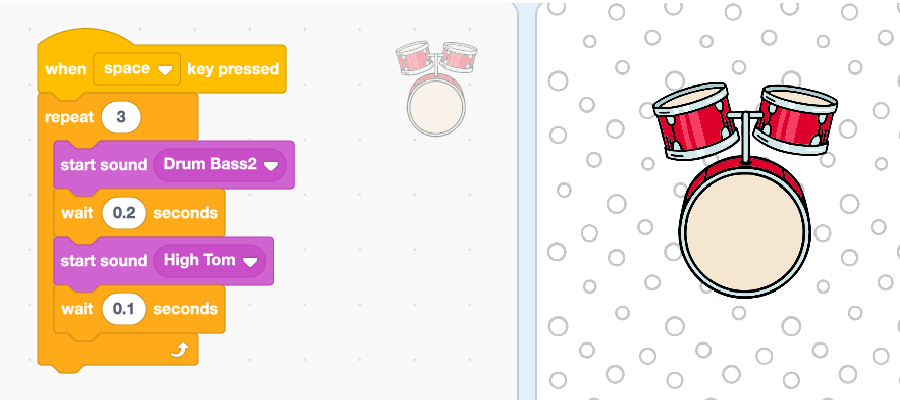 when space key pressed
repeat 3
start sound Drum Bass2
wait 0.2 seconds
start sound High Tom
wait 0.1 seconds